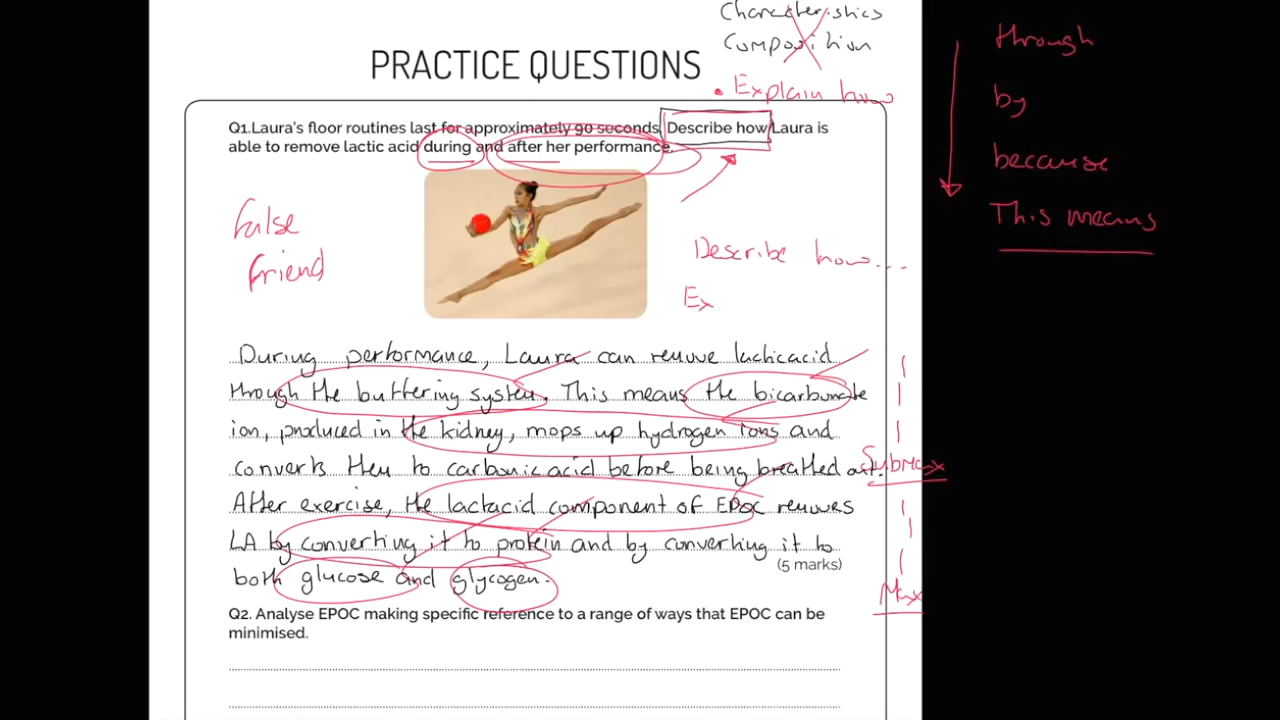 Characteristics
Composition
PRACTICE QUESTIONS
• Explain how
Q1.Laura's floor routines last for approximately 90 seconds. Describe how Laura is
able to remove lactic acid during and after her performance.
False
Friend
Describe how...
Ex
During performance, Laura can remove lactic acid
through the buffering system. This means the bicarbonate
ion, produced in the kidney, mops up hydrogen ions and
converts them to carbonic acid before being breathed out.
After exercise, the lactacid component of EPOC removes
LA by converting it to protein and by converting it to
(5 marks)
both glucose and glycogen.
Submax
Max
Q2. Analyse EPOC making specific reference to a range of ways that EPOC can be
minimised.
through
by
because
This means